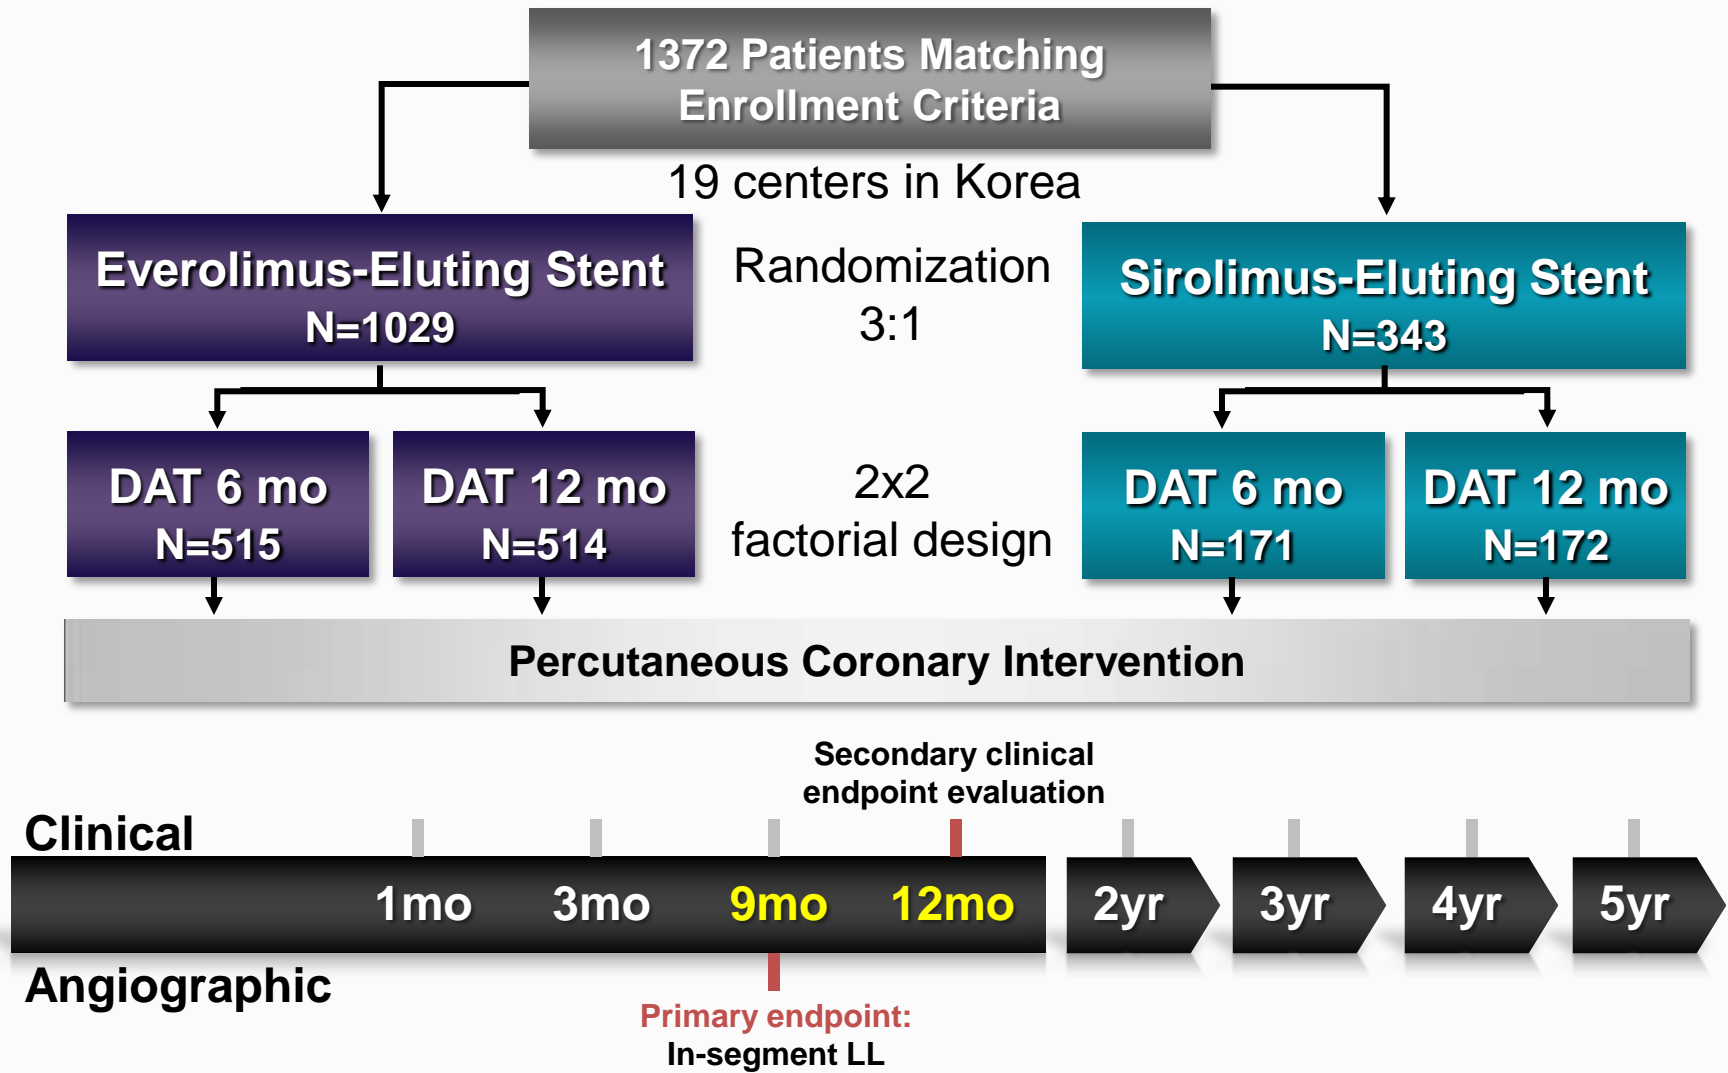 1372 Patients Matching
Enrollment Criteria
19 centers in Korea
Everolimus-Eluting Stent
N=1029
Randomization
3:1
Sirolimus-Eluting Stent
N=343
DAT 6 mo
N=515
DAT 12 mo
N=514
2x2
factorial design
DAT 6 mo
N=171
DAT 12 mo
N=172
Percutaneous Coronary Intervention
Secondary clinical
endpoint evaluation
Clinical
1mo
3mo
9mo
12mo
2yr
3yr
4yr
5yr
Angiographic
Primary endpoint:
In-segment LL